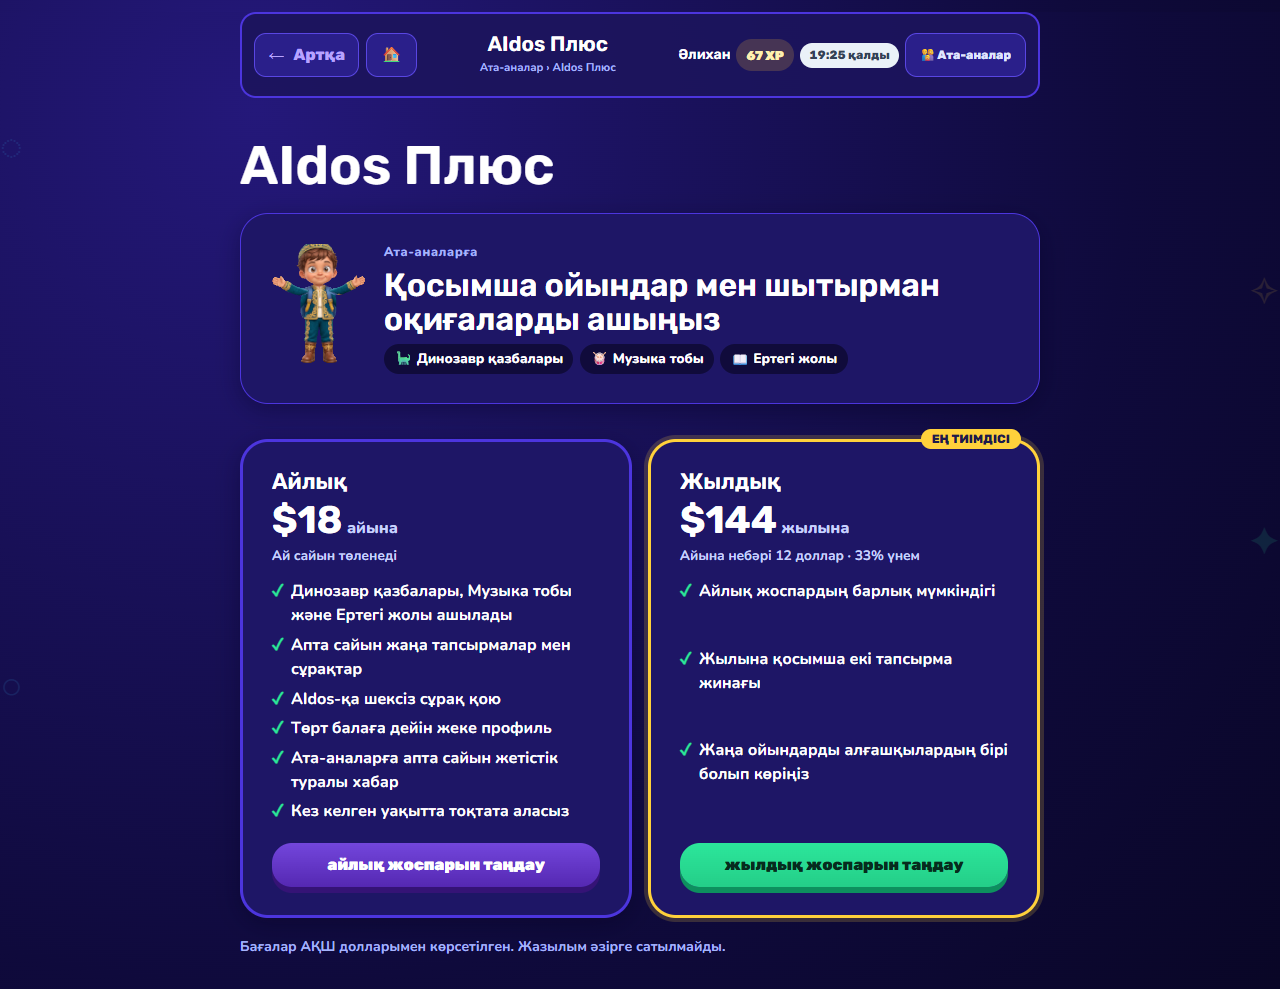 ← Артқа
Aldos Плюс
Ата-аналар › Aldos Плюс
Әлихан
67 XP
19:25 қалды
Ата-аналар
Aldos Плюс
Ата-аналарға
Қосымша ойындар мен шытырман
оқиғаларды ашыңыз
Динозавр қазбалары
Музыка тобы
Ертегі жолы
Айлық
$18 айына
Ай сайын төленеді
✓ Динозавр қазбалары, Музыка тобы
және Ертегі жолы ашылады
✓ Апта сайын жаңа тапсырмалар мен
сұрақтар
✓ Aldos-қа шексіз сұрақ қою
✓ Төрт балаға дейін жеке профиль
✓ Ата-аналарға апта сайын жетістік
туралы хабар
✓ Кез келген уақытта тоқтата аласыз
айлық жоспарын таңдау
ЕҢ ТИІМДІСІ
Жылдық
$144 жылына
Айына небәрі 12 доллар · 33% үнем
✓ Айлық жоспардың барлық мүмкіндігі
✓ Жылына қосымша екі тапсырма
жинағы
✓ Жаңа ойындарды алғашқылардың бірі
болып көріңіз
жылдық жоспарын таңдау
Бағалар АҚШ долларымен көрсетілген. Жазылым әзірге сатылмайды.